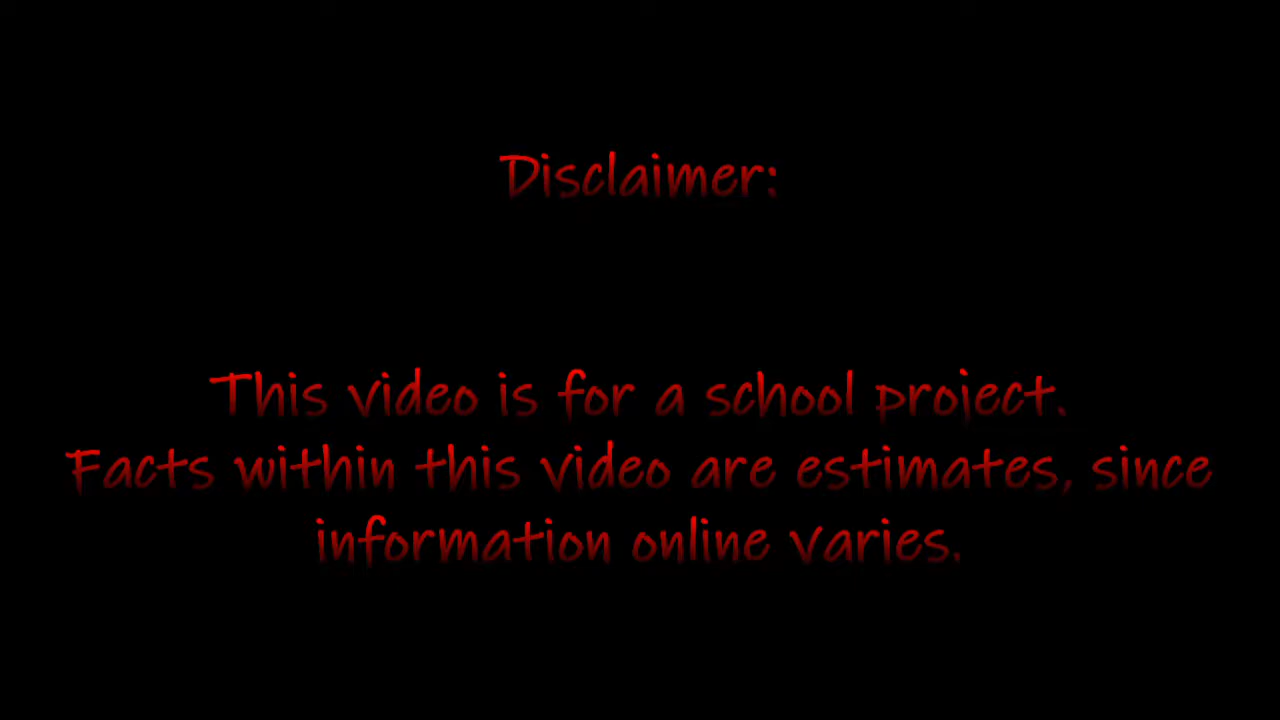 Disclaimer:
This video is for a school project.
Facts within this video are estimates, since
information online varies.